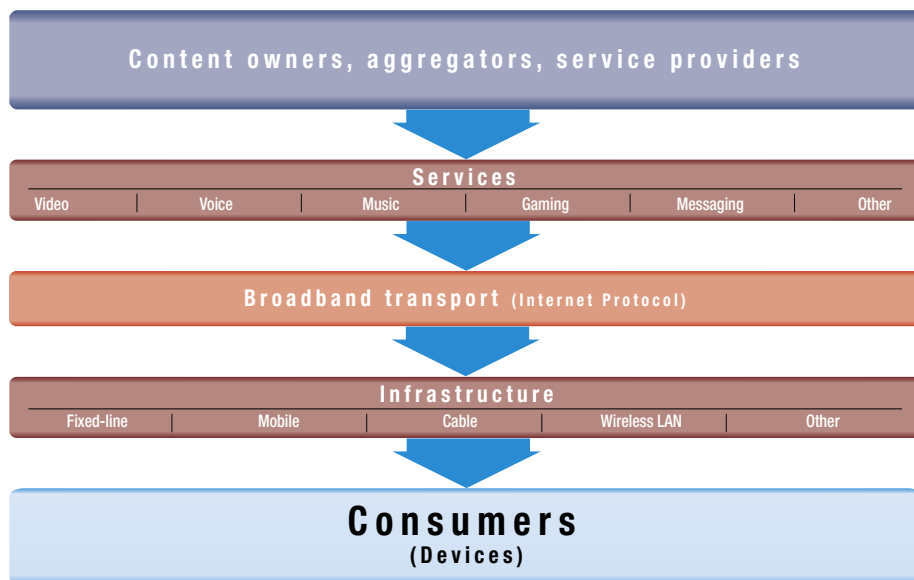 Content owners, aggregators, service providers
Services
Video Voice Music Gaming Messaging Other
Broadband transport (Internet Protocol)
Infrastructure
Fixed-line Mobile Cable Wireless LAN Other
Consumers
(Devices)